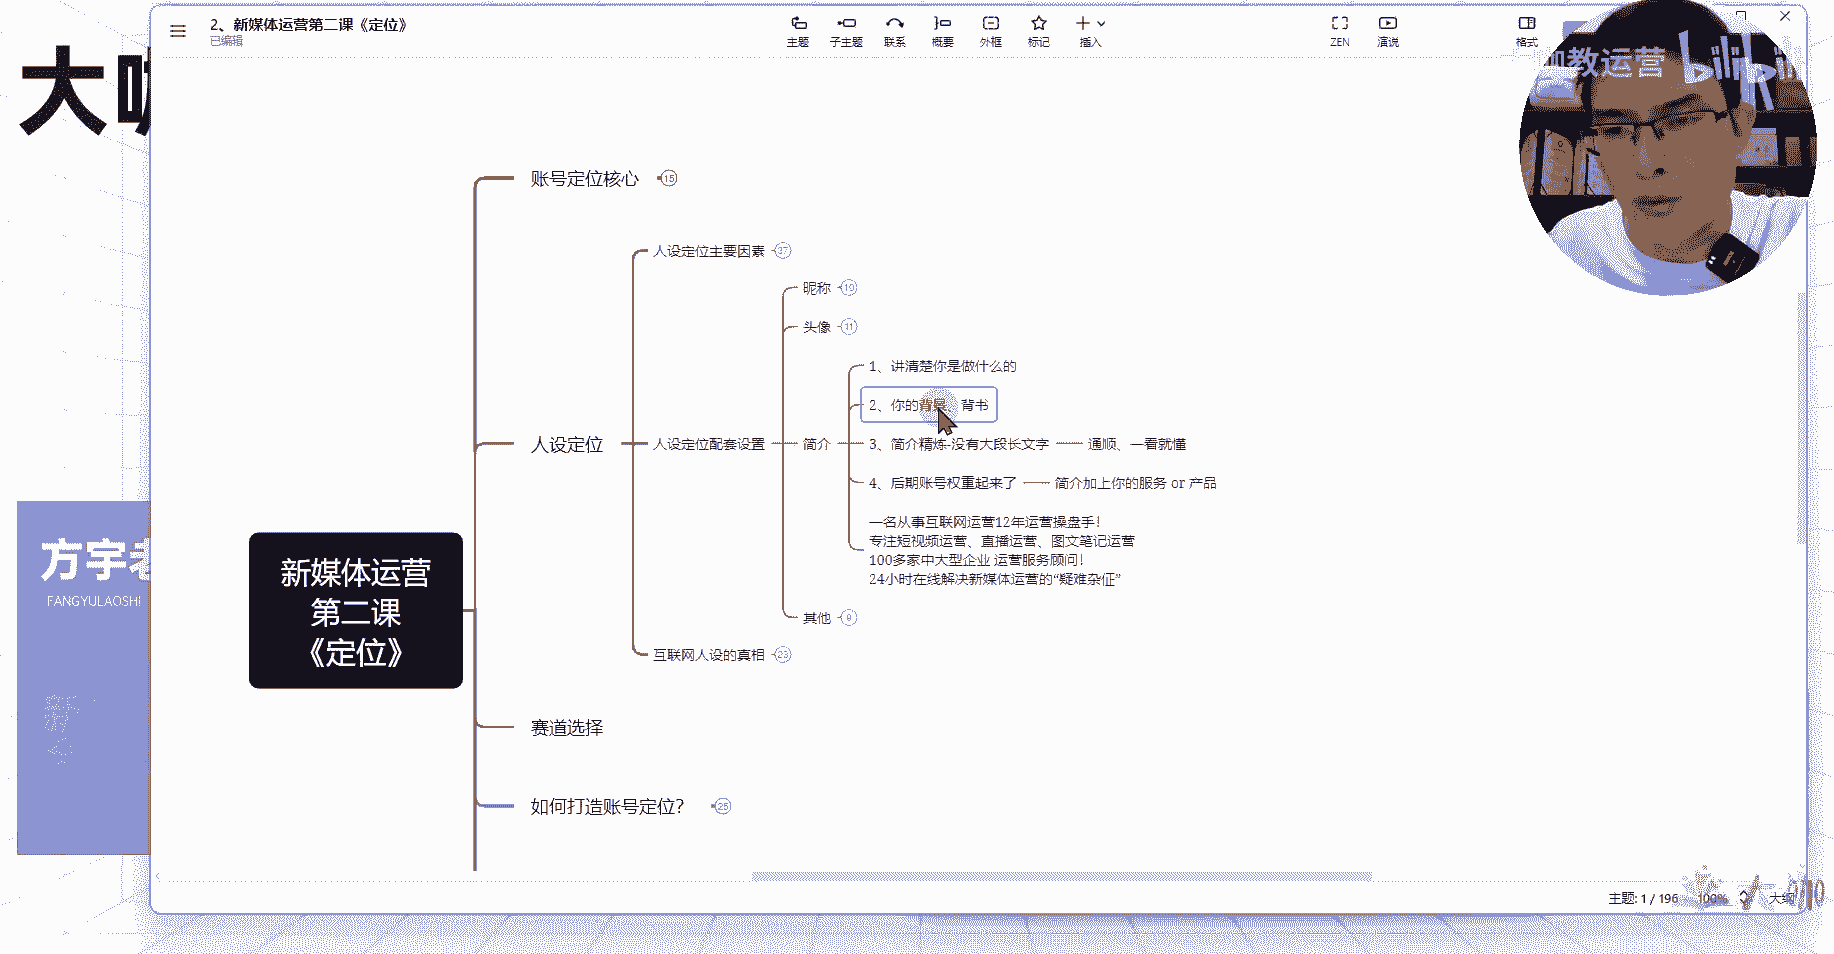 2、新媒体运营第二课《定位》
已编辑
主题
子主题
联系
概要
外框
标记
插入
ZEN
演说
格式
教运营
bilibili
大
账号定位核心 15
人设定位主要因素 37
昵称 19
头像 11
1、讲清楚你是做什么的
2、你的背景、背书
人设定位
人设定位配套设置
简介
3、简介精炼-没有大段长文字
通顺、一看就懂
4、后期账号权重起来了
简介加上你的服务 or 产品
一名从事互联网运营12年运营操盘手!
专注短视频运营、直播运营、图文笔记运营
100多家中大型企业 运营服务顾问!
24小时在线解决新媒体运营的“疑难杂症”
其他 9
互联网人设的真相 23
新媒体运营
第二课
《定位》
方宇老
FANGYULAOSHI
赛道选择
如何打造账号定位? 25
主题: 1 / 196
100%
大纲